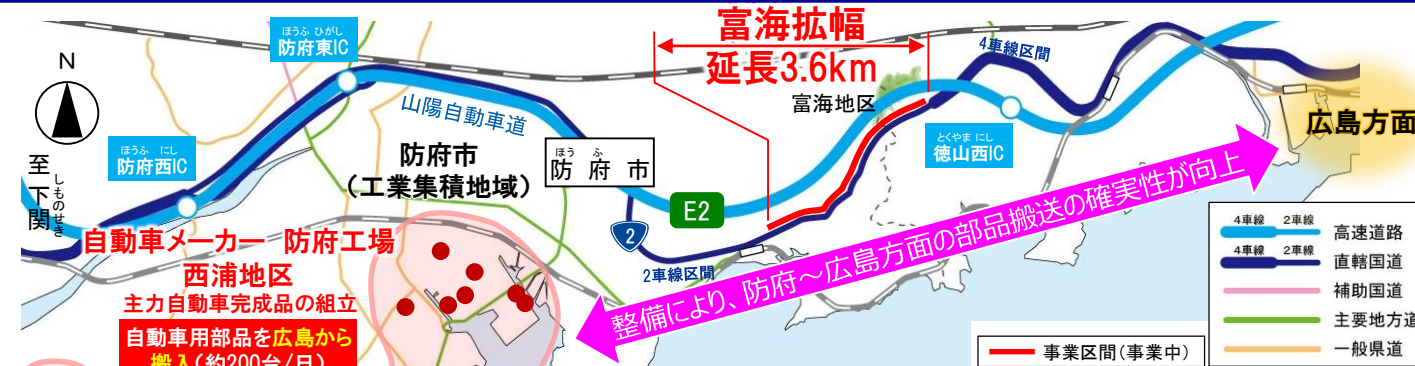 富海拡幅
延長3.6km
ほうふ ひがし
防府東IC
4車線区間
N
山陽自動車道
富海地区
広島方面
ほうふ にし
防府西IC
防府市
(工業集積地域)
ほう ふ
防府市
とくやま にし
徳山西IC
至下関
しものせき
E2
2
2車線区間
自動車メーカー 防府工場
西浦地区
主力自動車完成品の組立
自動車用部品を広島から
搬入(約200台/日)
整備により、防府～広島方面の部品搬送の確実性が向上
4車線 2車線
高速道路
4車線 2車線
直轄国道
補助国道
主要地方道
一般県道
事業区間(事業中)